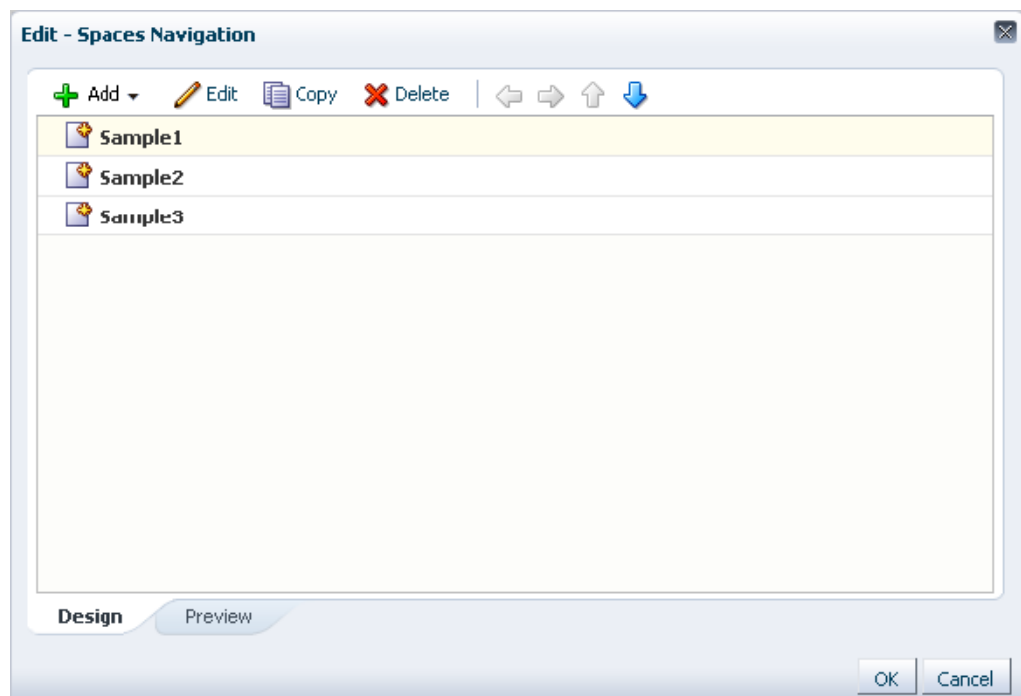 Edit - Spaces Navigation
Add Edit Copy Delete
Sample1
Sample2
Sample3
Design Preview
OK Cancel